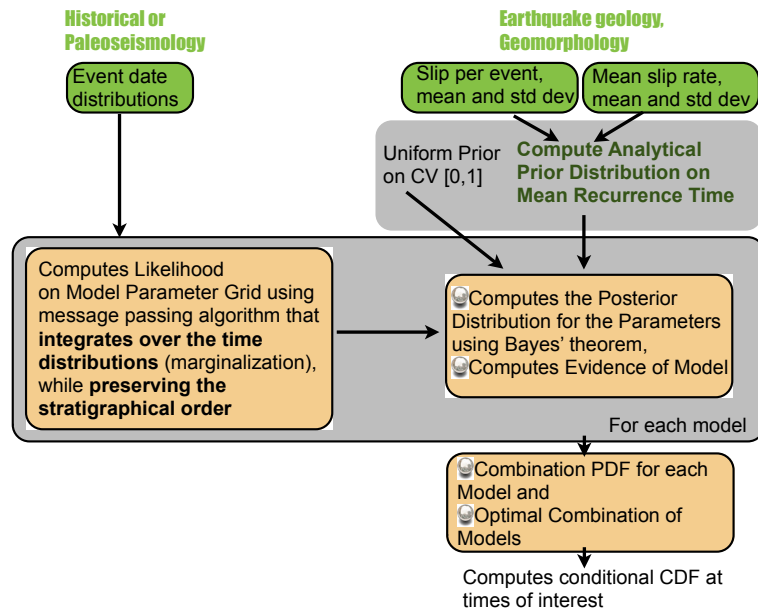 Historical or
Paleoseismology
Earthquake geology,
Geomorphology
Event date
distributions
Slip per event,
mean and std dev
Mean slip rate,
mean and std dev
Uniform Prior
on CV [0,1]
Compute Analytical
Prior Distribution on
Mean Recurrence Time
Computes Likelihood
on Model Parameter Grid using
message passing algorithm that
integrates over the time
distributions (marginalization),
while preserving the
stratigraphical order
Computes the Posterior
Distribution for the Parameters
using Bayes’ theorem,
Computes Evidence of Model
For each model
Combination PDF for each
Model and
Optimal Combination of
Models
Computes conditional CDF at
times of interest